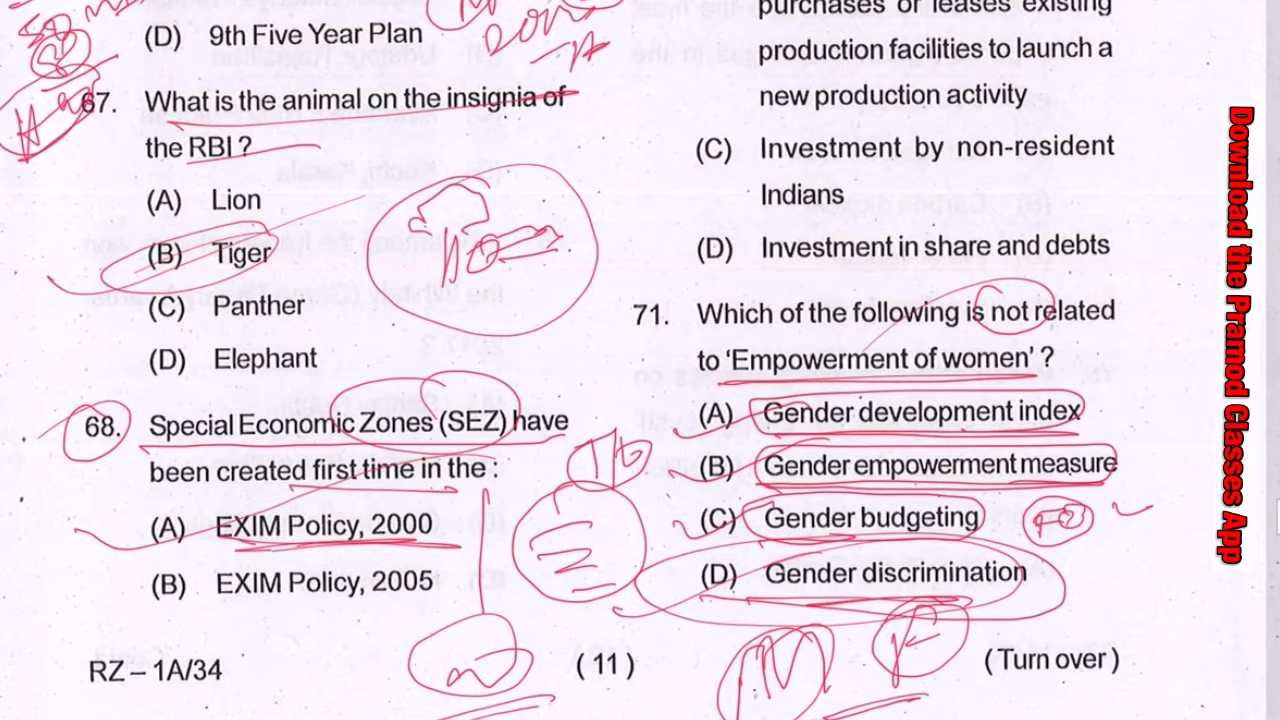 (D) 9th Five Year Plan
67. What is the animal on the insignia of
the RBI ?
(A) Lion
(B) Tiger
(C) Panther
(D) Elephant
68. Special Economic Zones (SEZ) have
been created first time in the :
(A) EXIM Policy, 2000
(B) EXIM Policy, 2005
RZ – 1A/34
( 11 )
purchases or leases existing
production facilities to launch a
new production activity
(C) Investment by non-resident
Indians
(D) Investment in share and debts
71. Which of the following is not related
to ‘Empowerment of women’ ?
(A) Gender development index
(B) Gender empowerment measure
(C) Gender budgeting
(D) Gender discrimination
( Turn over )
Download the Pramod Classes App